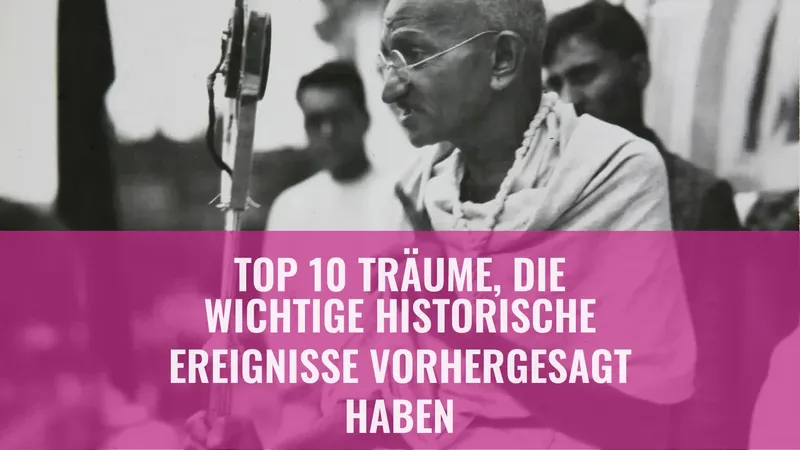 TOP 10 TRÄUME, DIE
WICHTIGE HISTORISCHE
EREIGNISSE VORHERGESAGT
HABEN